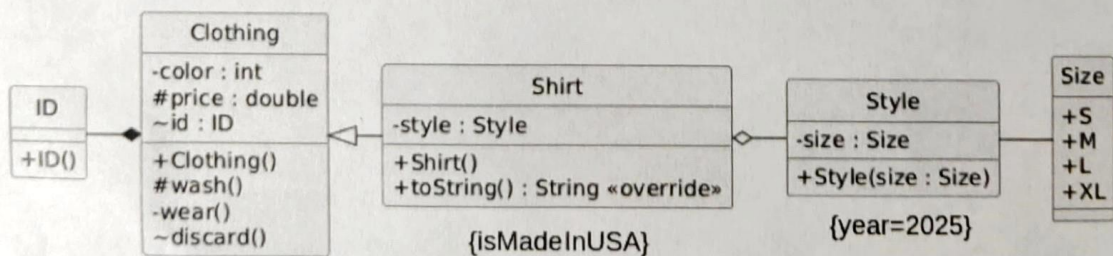 ID
+ID()
Clothing
-color : int
#price : double
~id : ID
+Clothing()
#wash()
-wear()
~discard()
Shirt
-style : Style
+Shirt()
+toString() : String «override»
{isMadeInUSA}
Style
-size : Size
+Style(size : Size)
{year=2025}
Size
+S
+M
+L
+XL